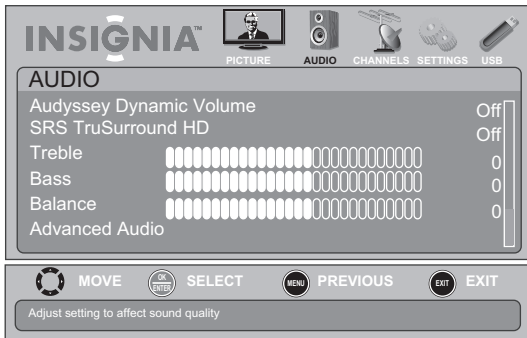 INSIGNIA™
PICTURE AUDIO CHANNELS SETTINGS USB
AUDIO
Audyssey Dynamic Volume Off
SRS TruSurround HD Off
Treble 0
Bass 0
Balance 0
Advanced Audio
MOVE OK ENTER SELECT MENU PREVIOUS EXIT EXIT
Adjust setting to affect sound quality